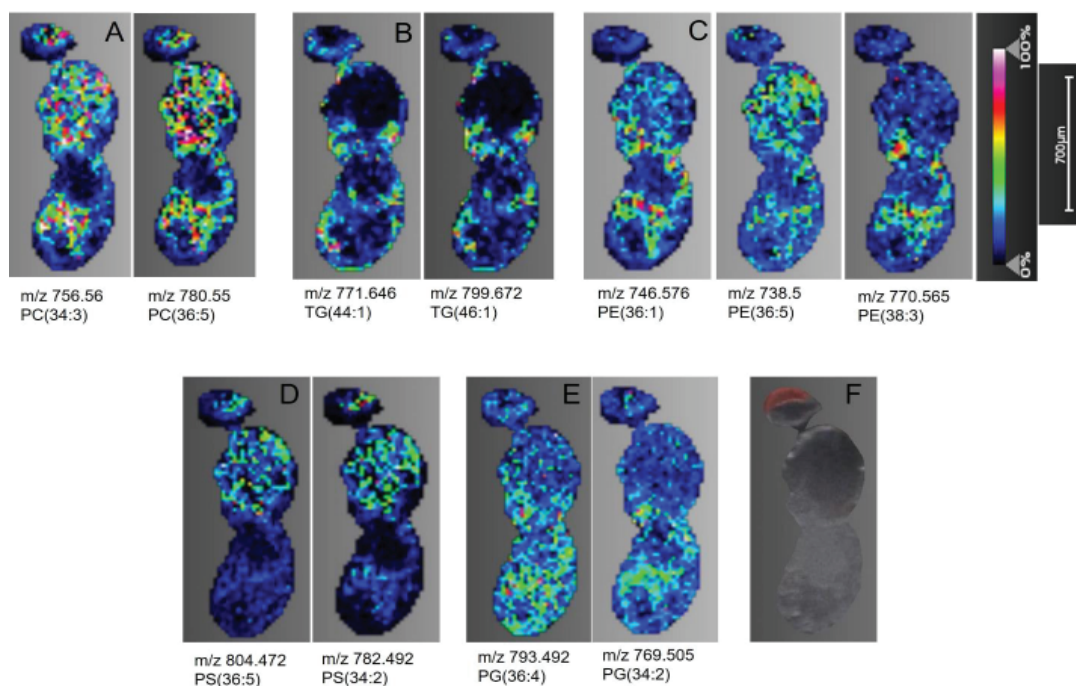 A
B
C
100%
0%
700μm
m/z 756.56
PC(34:3)
m/z 780.55
PC(36:5)
m/z 771.646
TG(44:1)
m/z 799.672
TG(46:1)
m/z 746.576
PE(36:1)
m/z 738.5
PE(36:5)
m/z 770.565
PE(38:3)
D
E
F
m/z 804.472
PS(36:5)
m/z 782.492
PS(34:2)
m/z 793.492
PG(36:4)
m/z 769.505
PG(34:2)